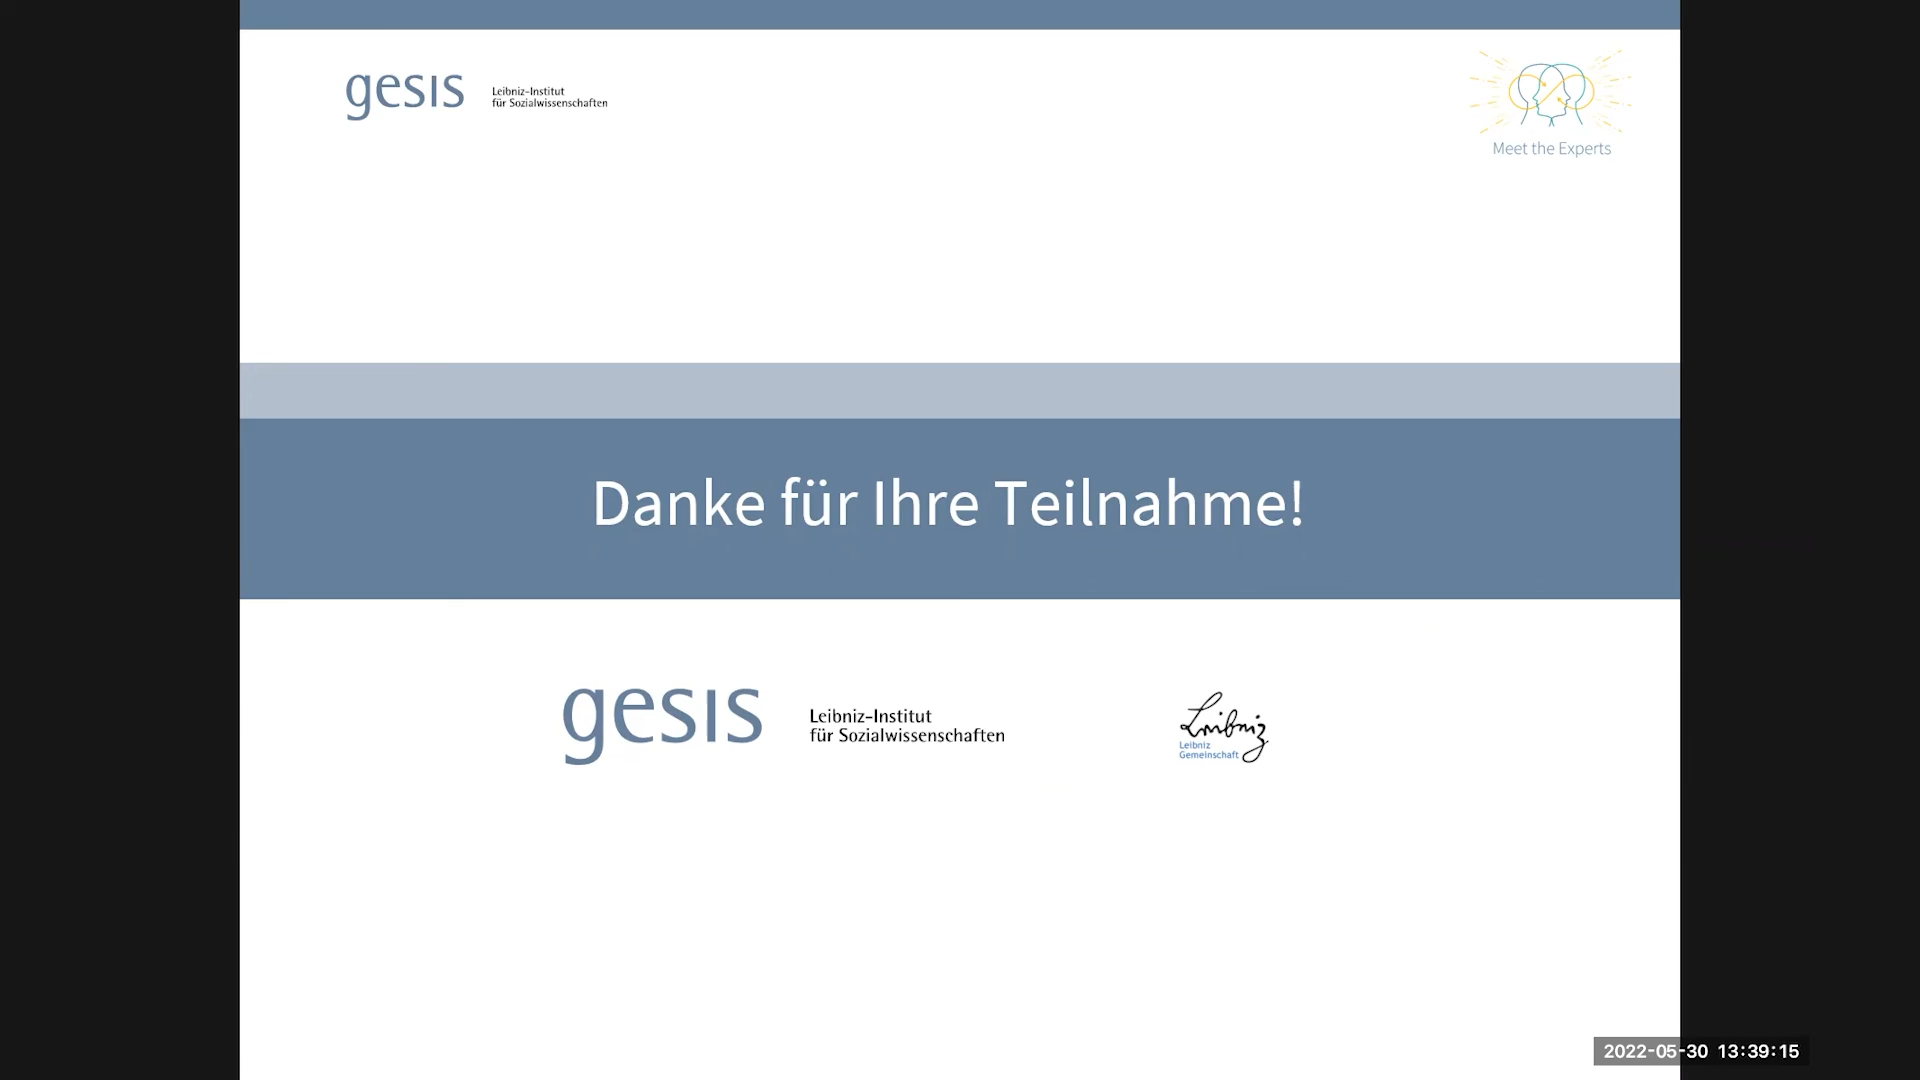 gesis
Leibniz-Institut
für Sozialwissenschaften
Meet the Experts
Danke für Ihre Teilnahme!
gesis
Leibniz-Institut
für Sozialwissenschaften
Leibniz
Leibniz
Gemeinschaft
2022-05-30 13:39:15